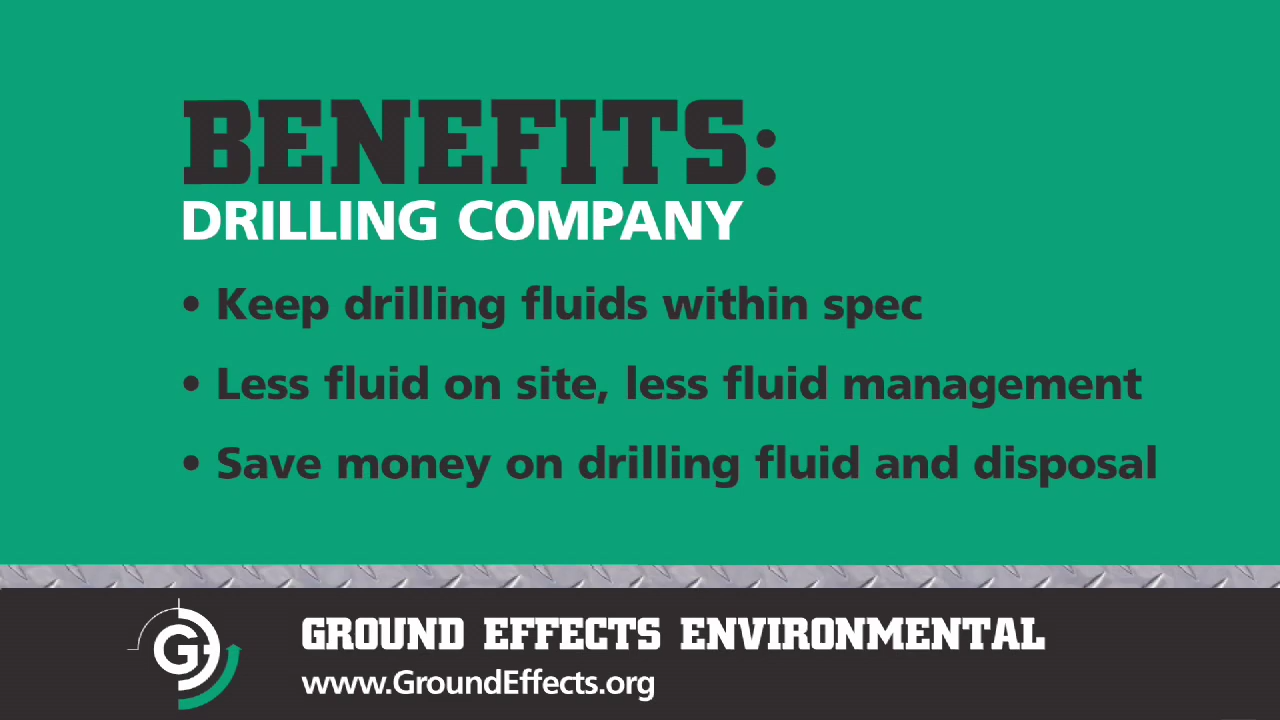 BENEFITS:
DRILLING COMPANY
• Keep drilling fluids within spec
• Less fluid on site, less fluid management
• Save money on drilling fluid and disposal
GE
GROUND EFFECTS ENVIRONMENTAL
www.GroundEffects.org